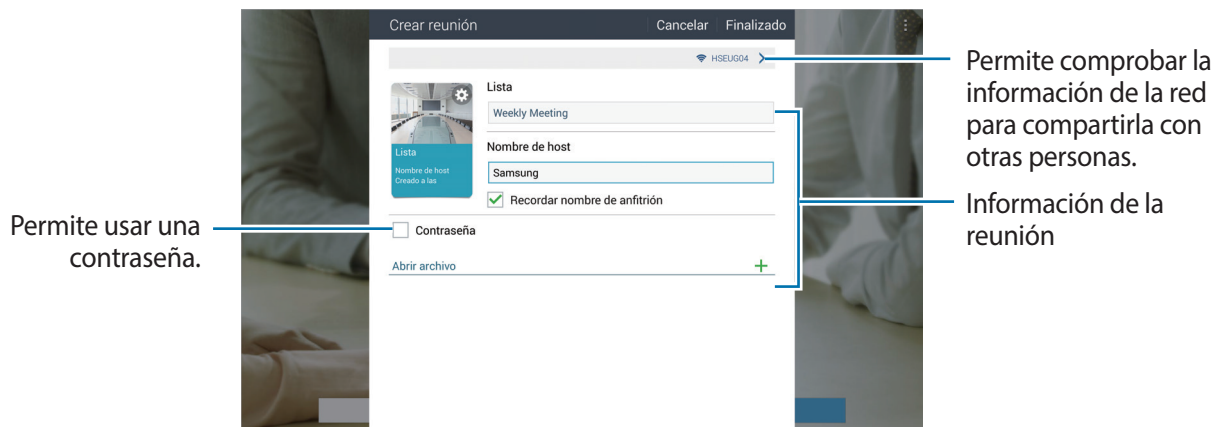 Crear reunión
Cancelar
Finalizado
HSEUG04
Lista
Weekly Meeting
Nombre de host
Samsung
Recordar nombre de anfitrión
Lista
Nombre de host
Creado a las
Contraseña
Abrir archivo
Permite usar una
contraseña.
Permite comprobar la
información de la red
para compartirla con
otras personas.
Información de la
reunión